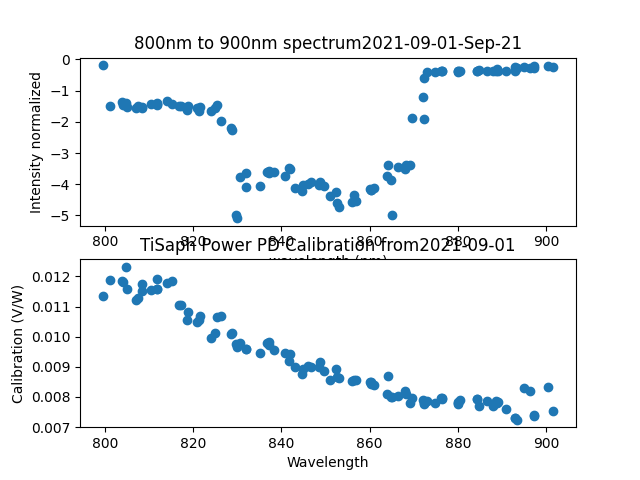 800nm to 900nm spectrum2021-09-01-Sep-21
Intensity normalized
0
−1
−2
−3
−4
−5
800 820 840 860 880 900
wavelength (nm)
TiSaph Power PD Calibration from2021-09-01
Calibration (V/W)
0.012
0.011
0.010
0.009
0.008
0.007
800 820 840 860 880 900
Wavelength